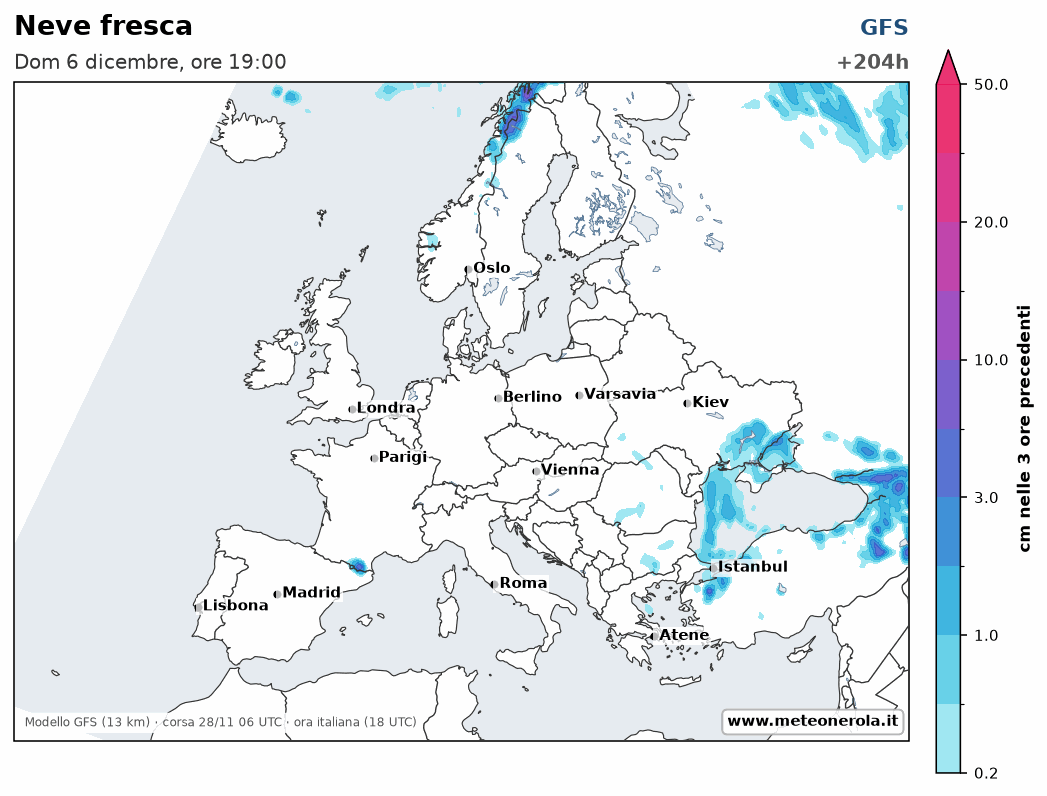 Neve fresca
GFS
Dom 6 dicembre, ore 19:00
+204h
50.0
20.0
10.0
3.0
1.0
0.2
cm nelle 3 ore precedenti
Oslo
Berlino
Varsavia
Kiev
Londra
Parigi
Vienna
Istanbul
Roma
Madrid
Lisbona
Atene
Modello GFS (13 km) · corsa 28/11 06 UTC · ora italiana (18 UTC)
www.meteonerola.it